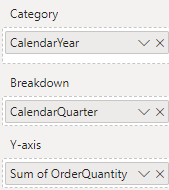 Category
CalendarYear
Breakdown
CalendarQuarter
Y-axis
Sum of OrderQuantity